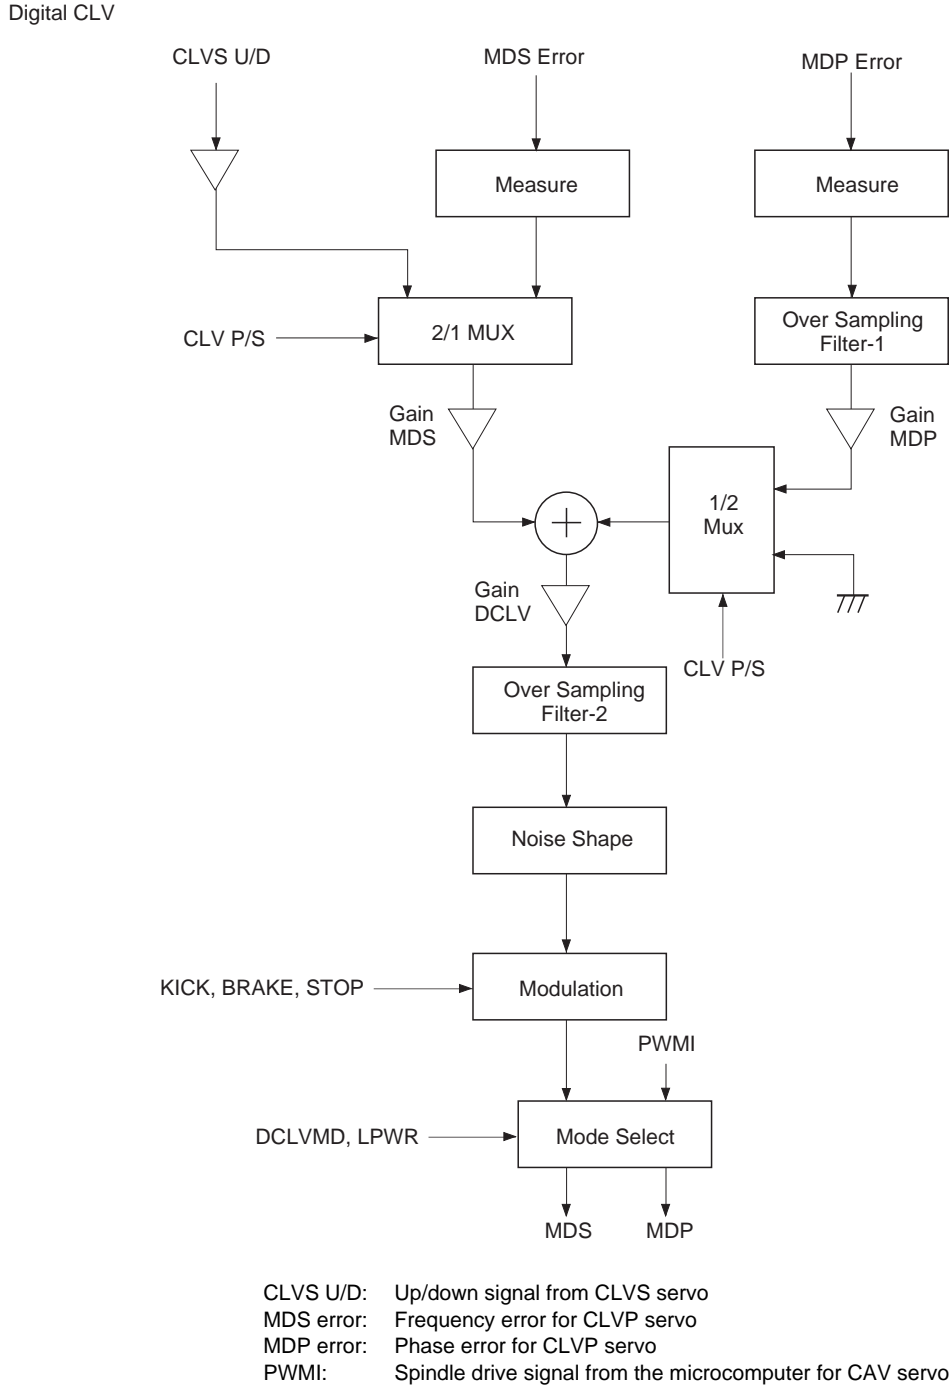 Digital CLV
CLVS U/D
MDS Error
MDP Error
Measure
Measure
CLV P/S
2/1 MUX
Over Sampling
Filter-1
Gain
MDS
Gain
MDP
1/2
Mux
Gain
DCLV
CLV P/S
Over Sampling
Filter-2
Noise Shape
KICK, BRAKE, STOP
Modulation
PWMI
DCLVMD, LPWR
Mode Select
MDS
MDP
CLVS U/D: Up/down signal from CLVS servo
MDS error: Frequency error for CLVP servo
MDP error: Phase error for CLVP servo
PWMI: Spindle drive signal from the microcomputer for CAV servo